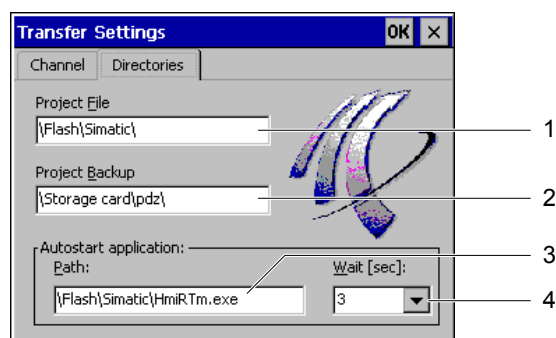 Transfer Settings OK ×
Channel Directories
Project File
\Flash\Simatic\ 1
Project Backup
\Storage card\pdz\ 2
Autostart application:
Path: Wait [sec]: 3
\Flash\Simatic\HmiRTm.exe 3 4